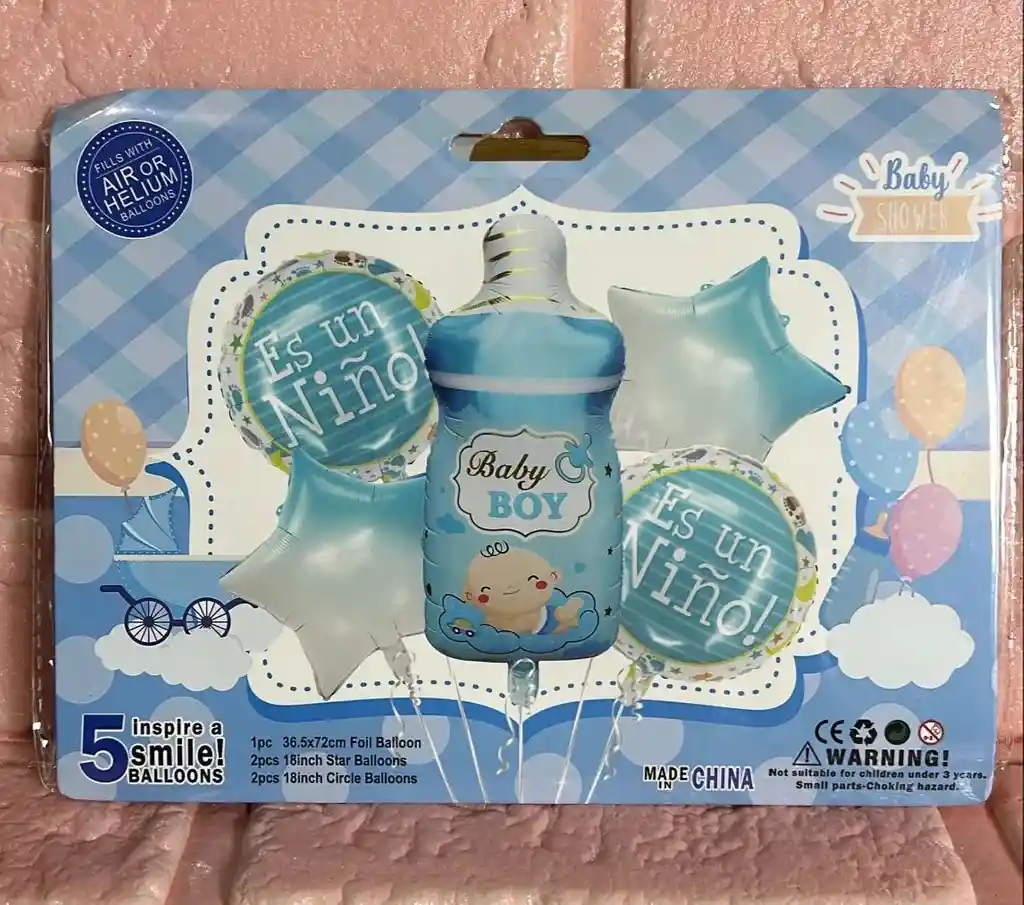 FILLS WITH
AIR OR
HELIUM
BALLOONS
Baby
SHOWER
Es un
Niño!
Baby
BOY
Es un
Niño!
5 Inspire a
smile!
BALLOONS
1pc 36.5x72cm Foil Balloon
2pcs 18inch Star Balloons
2pcs 18inch Circle Balloons
MADE IN CHINA
CE
WARNING!
Not suitable for children under 3 years.
Small parts-Choking hazard.